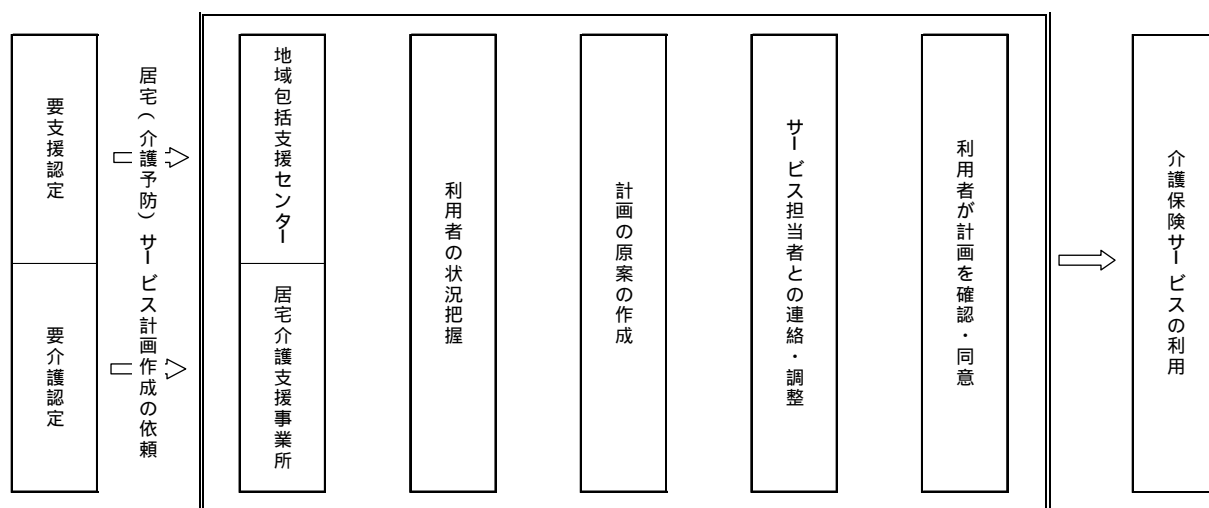 要支援認定
要介護認定
居宅（介護予防）サービス計画作成の依頼
地域包括支援センター
居宅介護支援事業所
利用者の状況把握
計画の原案の作成
サービス担当者との連絡・調整
利用者が計画を確認・同意
介護保険サービスの利用